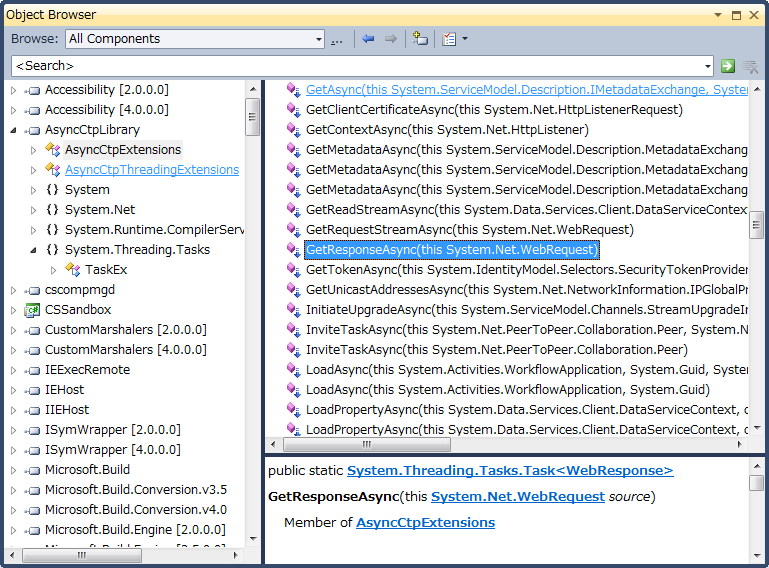 Object Browser
Browse: All Components ...
<Search>
Accessibility [2.0.0.0]
Accessibility [4.0.0.0]
AsyncCtpLibrary
AsyncCtpExtensions
AsyncCtpThreadingExtensions
{} System
{} System.Net
{} System.Runtime.CompilerServ
{} System.Threading.Tasks
TaskEx
cscompmgd
CSSandbox
CustomMarshalers [2.0.0.0]
CustomMarshalers [4.0.0.0]
IEExecRemote
IEHost
IIEHost
ISymWrapper [2.0.0.0]
ISymWrapper [4.0.0.0]
Microsoft.Build
Microsoft.Build.Conversion.v3.5
Microsoft.Build.Conversion.v4.0
Microsoft.Build.Engine [2.0.0.0]
GetAsync(this System.ServiceModel.Description.IMetadataExchange, System
GetClientCertificateAsync(this System.Net.HttpListenerRequest)
GetContextAsync(this System.Net.HttpListener)
GetMetadataAsync(this System.ServiceModel.Description.MetadataExchang
GetMetadataAsync(this System.ServiceModel.Description.MetadataExchang
GetMetadataAsync(this System.ServiceModel.Description.MetadataExchang
GetReadStreamAsync(this System.Data.Services.Client.DataServiceContex
GetRequestStreamAsync(this System.Net.WebRequest)
GetResponseAsync(this System.Net.WebRequest)
GetTokenAsync(this System.IdentityModel.Selectors.SecurityTokenProvider
GetUnicastAddressesAsync(this System.Net.NetworkInformation.IPGlobalPr
InitiateUpgradeAsync(this System.ServiceModel.Channels.StreamUpgradeIn
InviteTaskAsync(this System.Net.PeerToPeer.Collaboration.Peer, System.N
InviteTaskAsync(this System.Net.PeerToPeer.Collaboration.Peer)
LoadAsync(this System.Activities.WorkflowApplication, System.Guid, System
LoadAsync(this System.Activities.WorkflowApplication, System.Guid)
LoadPropertyAsync(this System.Data.Services.Client.DataServiceContext, o
LoadPropertyAsync(this System.Data.Services.Client.DataServiceContext, o
public static System.Threading.Tasks.Task<WebResponse>
GetResponseAsync(this System.Net.WebRequest source)
Member of AsyncCtpExtensions